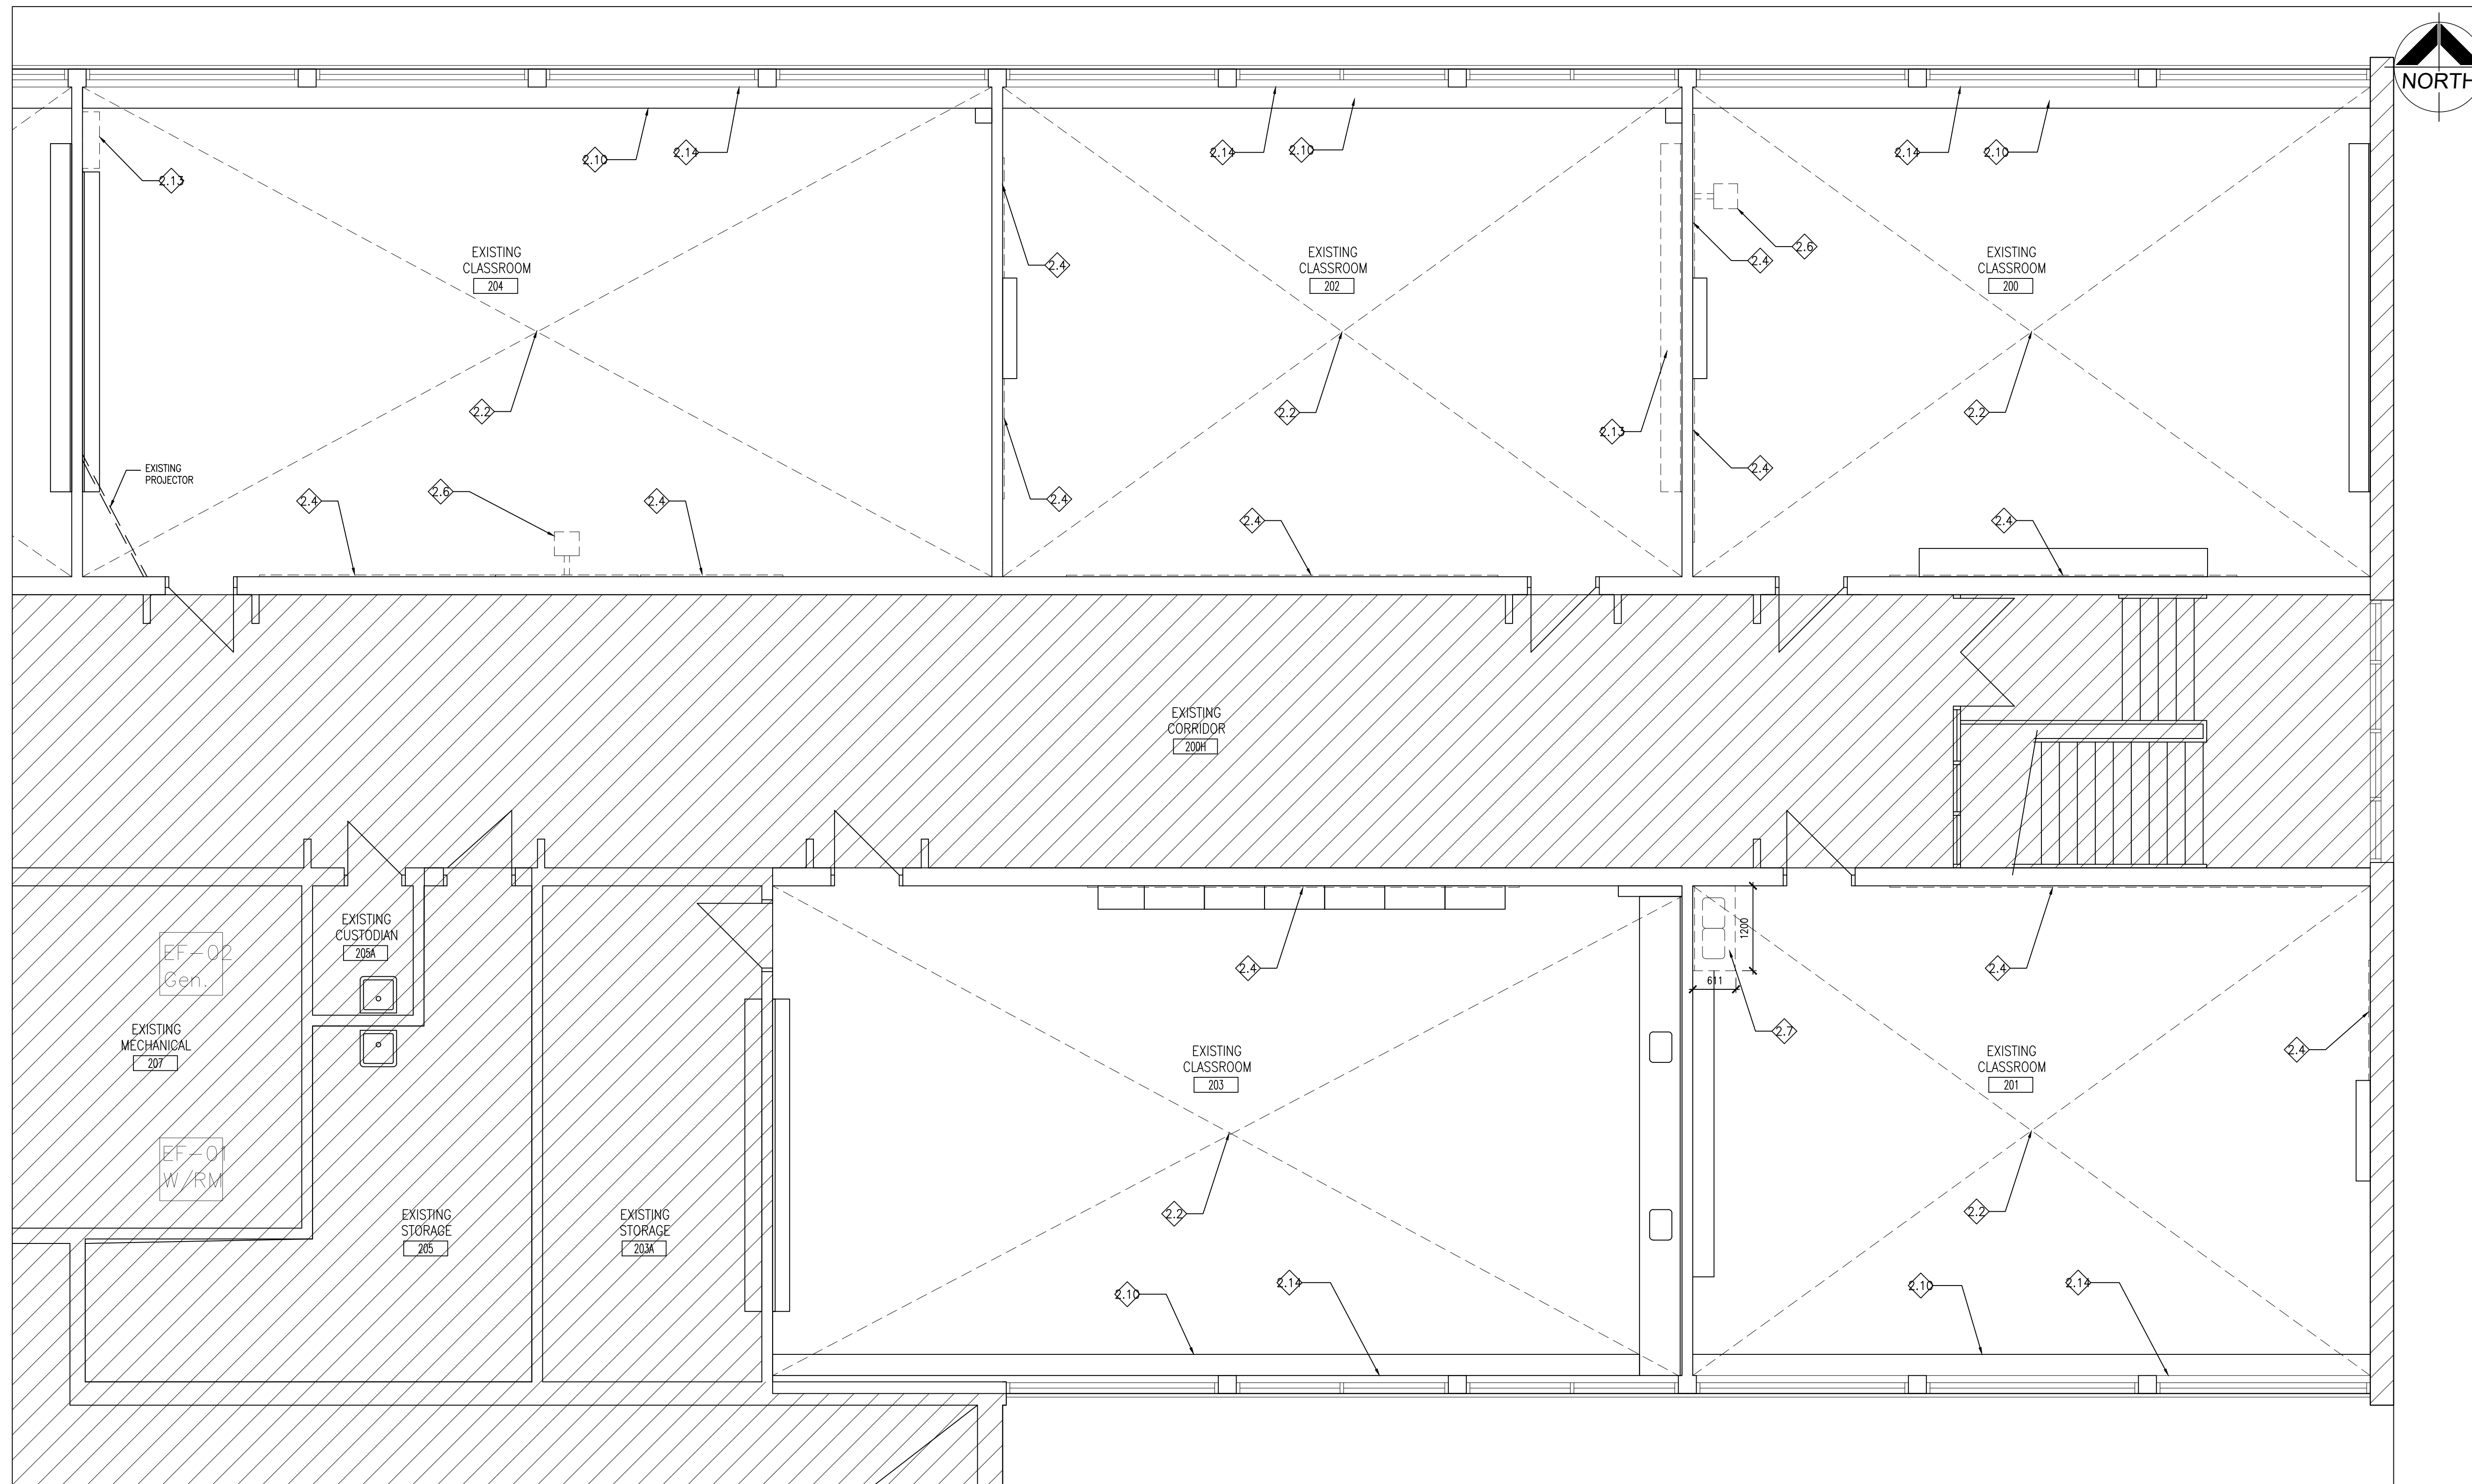 NORTH
2.10
2.14
2.14
2.10
2.14
2.10
2.13
EXISTING
CLASSROOM
204
2.4
EXISTING
CLASSROOM
202
2.4
2.6
EXISTING
CLASSROOM
200
2.2
2.2
2.13
2.2
EXISTING
PROJECTOR
2.4
2.6
2.4
2.4
2.4
2.4
2.4
EXISTING
CORRIDOR
200H
EXISTING
CUSTODIAN
205A
EF-02
Gen.
1200
2.4
2.4
611
EXISTING
MECHANICAL
207
2.7
EXISTING
CLASSROOM
203
EXISTING
CLASSROOM
201
2.4
EF-01
W/RM
EXISTING
STORAGE
205
EXISTING
STORAGE
203A
2.2
2.2
2.10
2.14
2.10
2.14